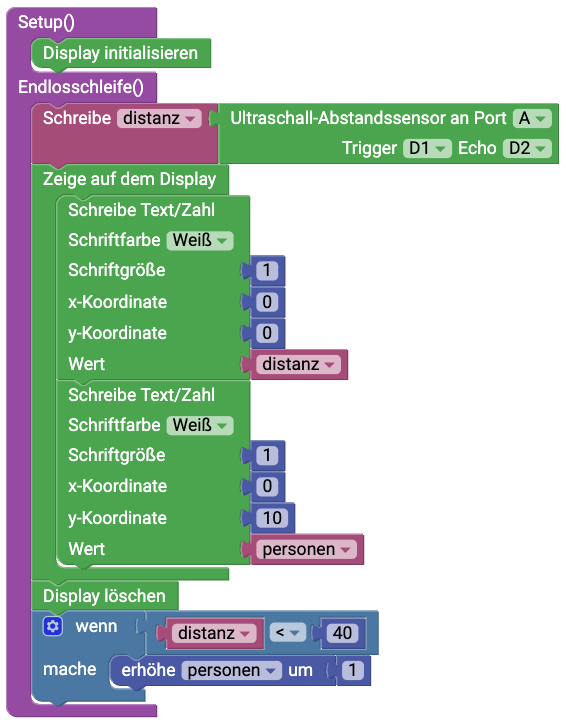 Setup()
Display initialisieren
Endlosschleife()
Schreibe distanz Ultraschall-Abstandssensor an Port A
Trigger D1 Echo D2
Zeige auf dem Display
Schreibe Text/Zahl
Schriftfarbe Weiß
Schriftgröße 1
x-Koordinate 0
y-Koordinate 0
Wert distanz
Schreibe Text/Zahl
Schriftfarbe Weiß
Schriftgröße 1
x-Koordinate 0
y-Koordinate 10
Wert personen
Display löschen
wenn distanz < 40
mache erhöhe personen um 1